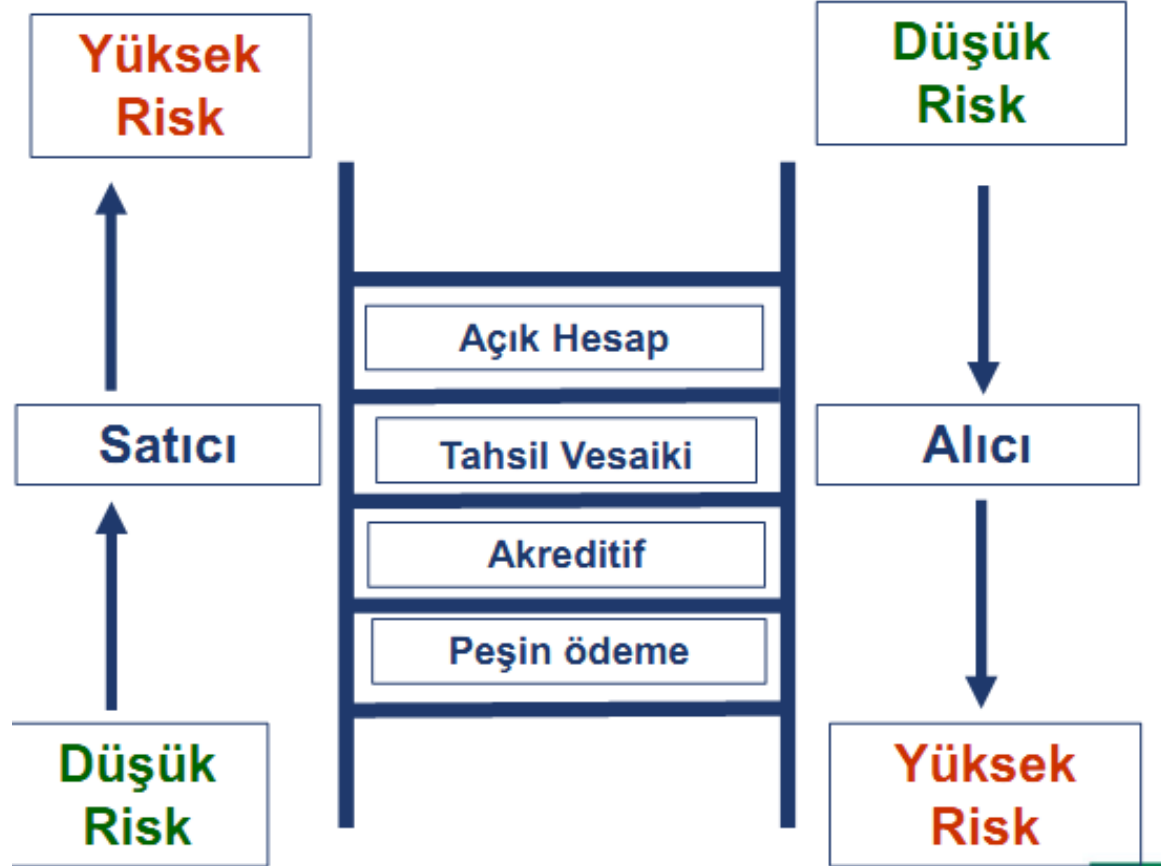 Yüksek
Risk
Düşük
Risk
Açık Hesap
Satıcı
Tahsil Vesaiki
Alıcı
Akreditif
Peşin ödeme
Düşük
Risk
Yüksek
Risk